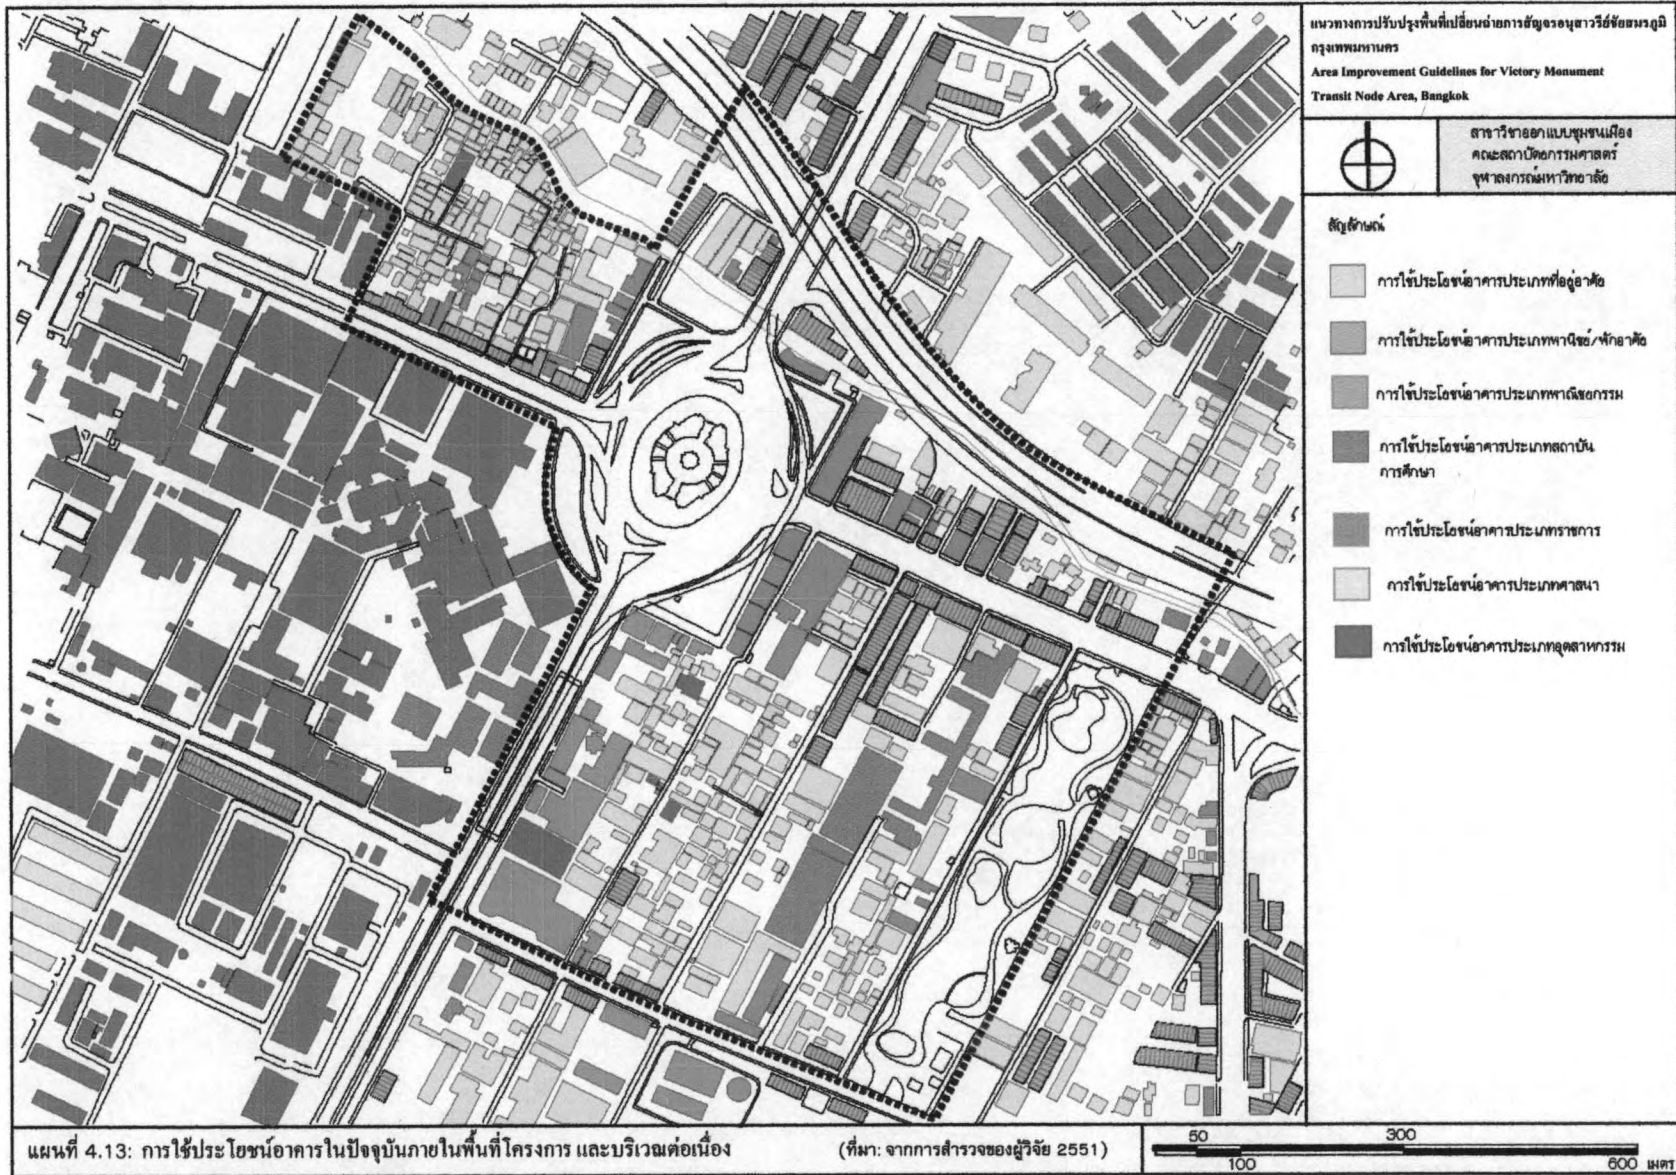 แนวทางการปรับปรุงพื้นที่เปลี่ยนถ่ายการสัญจรอนุสาวรีย์ชัยสมรภูมิ
กรุงเทพมหานคร
Area Improvement Guidelines for Victory Monument
Transit Node Area, Bangkok
สาขาวิชาออกแบบชุมชนเมือง
คณะสถาปัตยกรรมศาสตร์
จุฬาลงกรณ์มหาวิทยาลัย
สัญลักษณ์
การใช้ประโยชน์อาคารประเภทที่อยู่อาศัย
การใช้ประโยชน์อาคารประเภทพานิชย์/พักอาศัย
การใช้ประโยชน์อาคารประเภทพาณิชยกรรม
การใช้ประโยชน์อาคารประเภทสถาบัน
การศึกษา
การใช้ประโยชน์อาคารประเภทราชการ
การใช้ประโยชน์อาคารประเภทศาสนา
การใช้ประโยชน์อาคารประเภทอุตสาหกรรม
แผนที่ 4.13: การใช้ประโยชน์อาคารในปัจจุบันภายในพื้นที่โครงการ และบริเวณต่อเนื่อง (ที่มา: จากการสำรวจของผู้วิจัย 2551)
50 300
100 600 เมตร